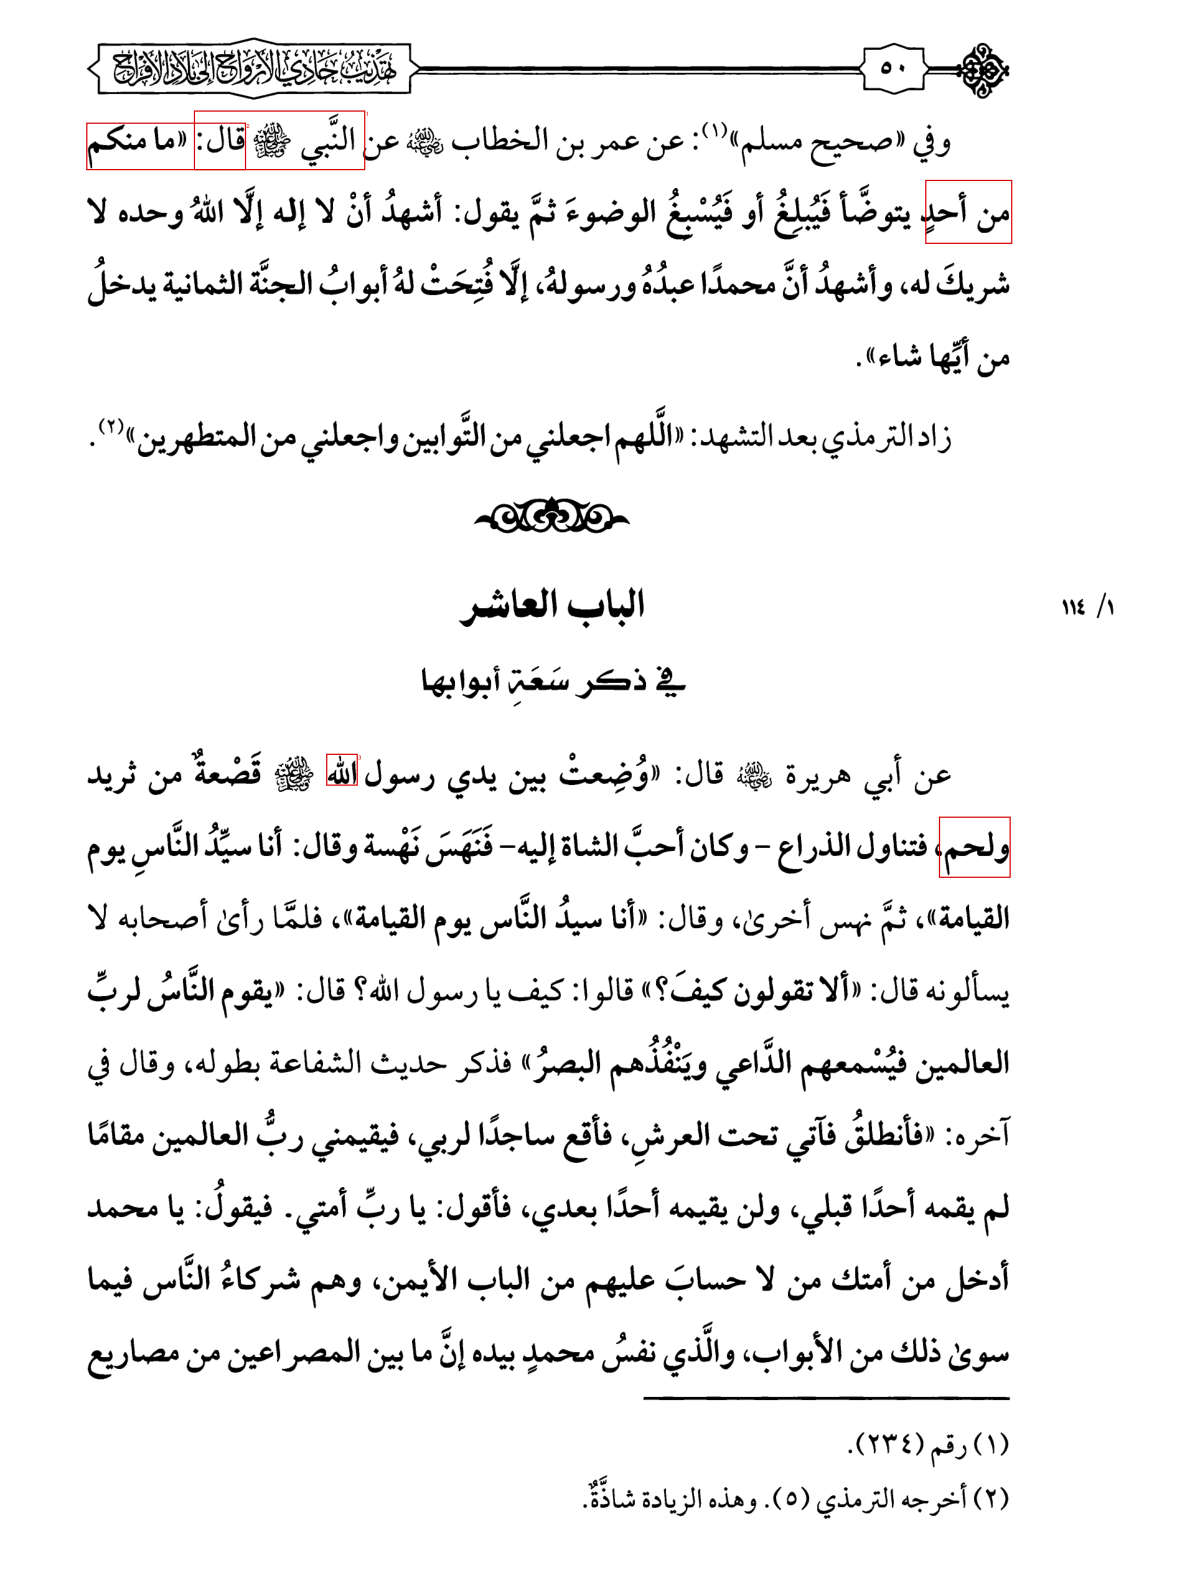 ٥٠
تهذيب حادي الأرواح إلى بلاد الأفراح
وفي «صحيح مسلم»(١): عن عمر بن الخطاب رضي الله عنه عن النَّبي ﷺ قال: «ما منكم
من أحدٍ يتوضَّأ فَيُبلِغُ أو فَيُسْبِغُ الوضوءَ ثمَّ يقول: أشهدُ أنْ لا إله إلَّا اللهُ وحده لا
شريكَ له، وأشهدُ أنَّ محمدًا عبدُهُ ورسولهُ، إلَّا فُتِحَتْ لهُ أبوابُ الجنَّة الثمانية يدخلُ
من أيِّها شاء».
زاد الترمذي بعد التشهد: «الَّلهم اجعلني من التَّوابين واجعلني من المتطهرين»(٢).
الباب العاشر
١/ ١١٤
في ذكر سَعَةِ أبوابها
عن أبي هريرة رضي الله عنه قال: «وُضِعتْ بين يدي رسول الله ﷺ قَصْعةٌ من ثريد
ولحم، فتناول الذراع – وكان أحبَّ الشاة إليه– فَنَهَسَ نَهْسة وقال: أنا سيِّدُ النَّاسِ يوم
القيامة»، ثمَّ نهس أخرىٰ، وقال: «أنا سيدُ النَّاس يوم القيامة»، فلمَّا رأىٰ أصحابه لا
يسألونه قال: «ألا تقولون كيفَ؟» قالوا: كيف يا رسول الله؟ قال: «يقوم النَّاسُ لربِّ
العالمين فيُسْمعهم الدَّاعي ويَنْفُذُهم البصرُ» فذكر حديث الشفاعة بطوله، وقال في
آخره: «فأنطلقُ فآتي تحت العرشِ، فأقع ساجدًا لربي، فيقيمني ربُّ العالمين مقامًا
لم يقمه أحدًا قبلي، ولن يقيمه أحدًا بعدي، فأقول: يا ربِّ أمتي. فيقولُ: يا محمد
أدخل من أمتك من لا حسابَ عليهم من الباب الأيمن، وهم شركاءُ النَّاس فيما
سوىٰ ذلك من الأبواب، والَّذي نفسُ محمدٍ بيده إنَّ ما بين المصراعين من مصاريع
(١) رقم (٢٣٤).
(٢) أخرجه الترمذي (٥). وهذه الزيادة شاذَّةٌ.